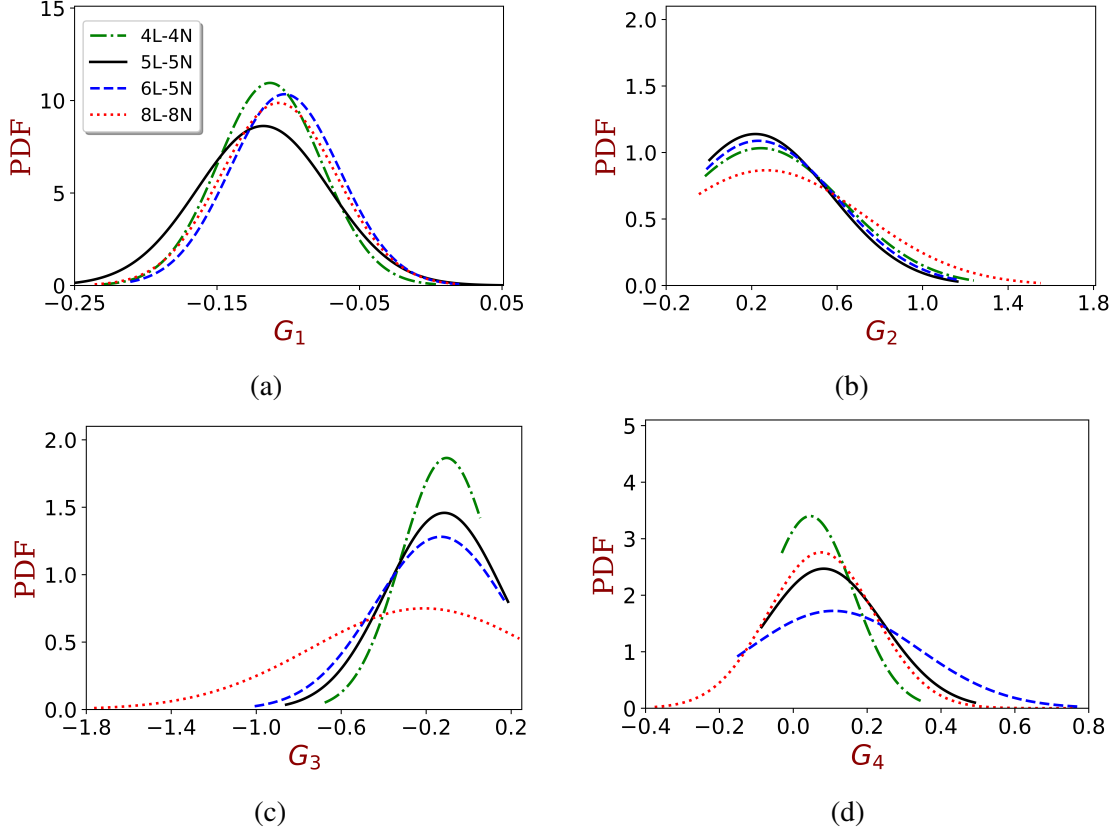 15
10
5
0
PDF
4L-4N
5L-5N
6L-5N
8L-8N
−0.25 −0.15 −0.05 0.05
G1
(a)
2.0
1.5
1.0
0.5
0.0
PDF
−0.2 0.2 0.6 1.0 1.4 1.8
G2
(b)
2.0
1.5
1.0
0.5
0.0
PDF
−1.8 −1.4 −1.0 −0.6 −0.2 0.2
G3
(c)
5
4
3
2
1
0
PDF
−0.4 −0.2 0.0 0.2 0.4 0.6 0.8
G4
(d)